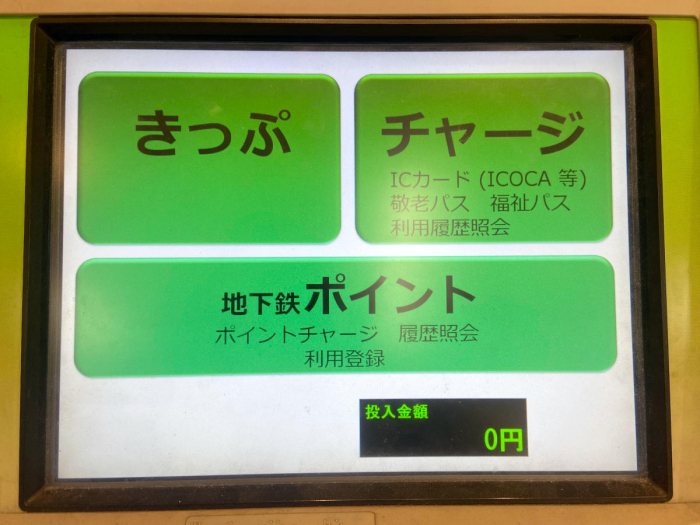 きっぷ
チャージ
ICカード (ICOCA 等)
敬老パス　福祉パス
利用履歴照会
地下鉄ポイント
ポイントチャージ　履歴照会
利用登録
投入金額
0円